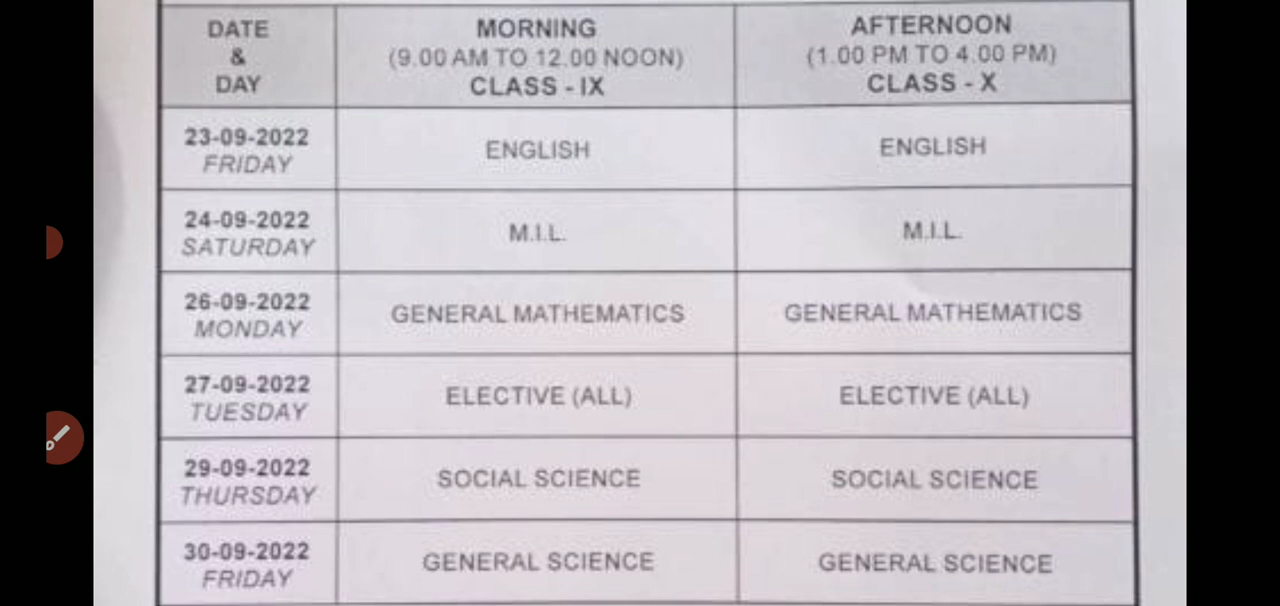 DATE
&
DAY
MORNING
(9.00 AM TO 12.00 NOON)
CLASS - IX
AFTERNOON
(1.00 PM TO 4.00 PM)
CLASS - X
23-09-2022
FRIDAY
ENGLISH
ENGLISH
24-09-2022
SATURDAY
M.I.L.
M.I.L.
26-09-2022
MONDAY
GENERAL MATHEMATICS
GENERAL MATHEMATICS
27-09-2022
TUESDAY
ELECTIVE (ALL)
ELECTIVE (ALL)
29-09-2022
THURSDAY
SOCIAL SCIENCE
SOCIAL SCIENCE
30-09-2022
FRIDAY
GENERAL SCIENCE
GENERAL SCIENCE